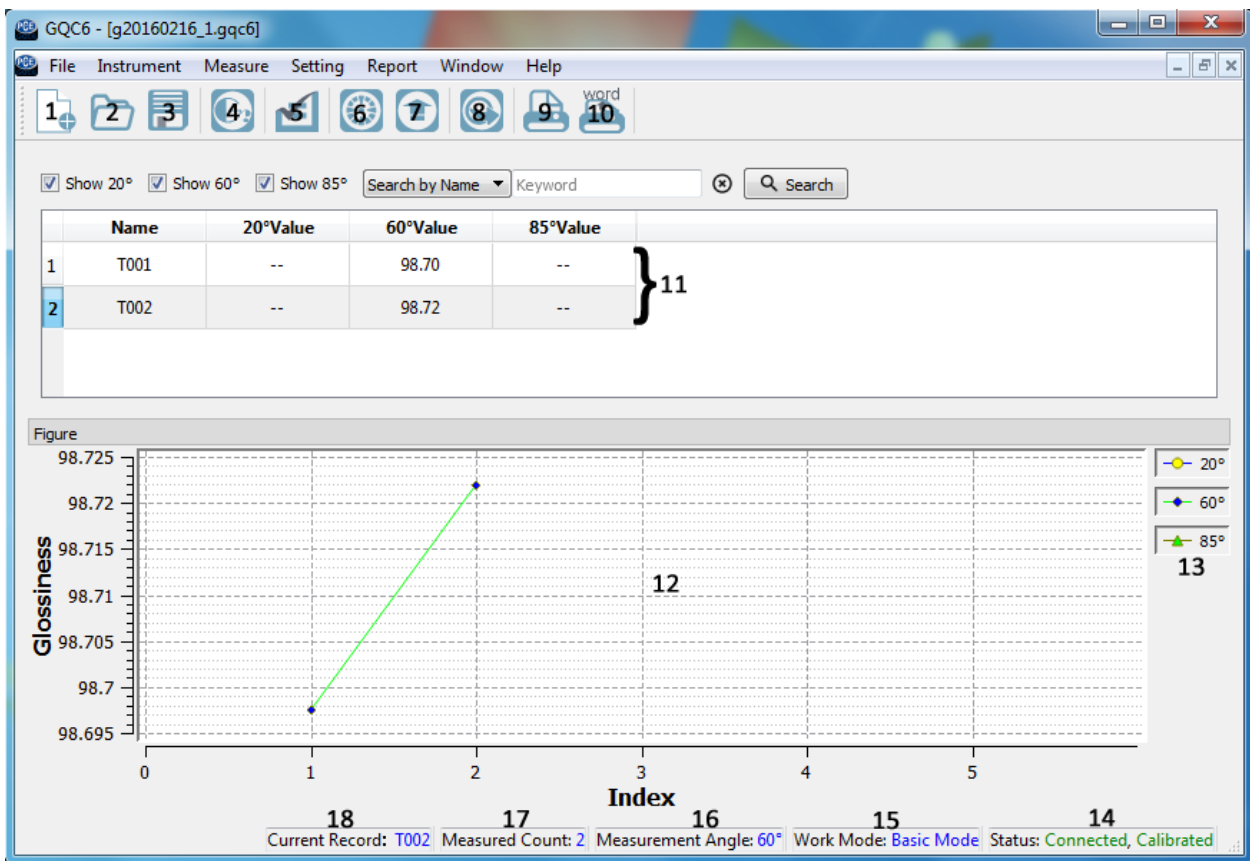 PCE GQC6 - [g20160216_1.gqc6]
PCE File Instrument Measure Setting Report Window Help
word
1 2 3 4 5 6 7 8 9 10
Show 20° Show 60° Show 85° Search by Name Keyword Search
Name 20°Value 60°Value 85°Value
1 T001 -- 98.70 --
11
2 T002 -- 98.72 --
Figure
98.725
98.72
98.715
98.71
98.705
98.7
98.695
Glossiness
12
20°
60°
85°
13
0 1 2 3 4 5
Index
18 17 16 15 14
Current Record: T002 Measured Count: 2 Measurement Angle: 60° Work Mode: Basic Mode Status: Connected, Calibrated